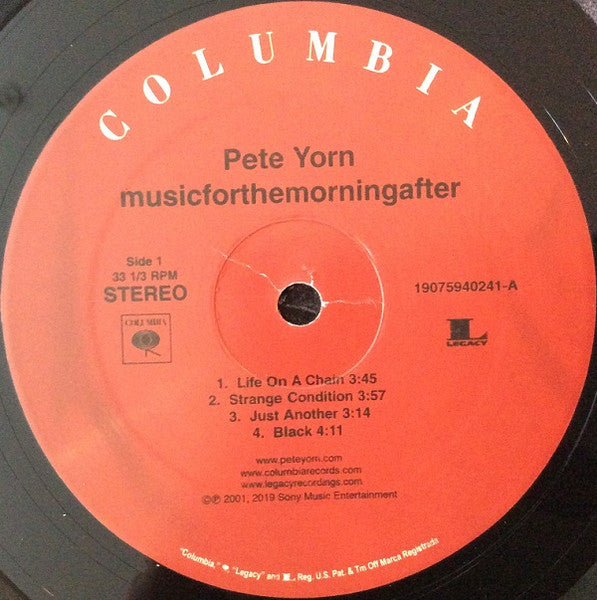 COLUMBIA
Pete Yorn
musicforthemorningafter
Side 1
33 1/3 RPM
STEREO
19075940241-A
COLUMBIA
L
LEGACY
1. Life On A Chain 3:45
2. Strange Condition 3:57
3. Just Another 3:14
4. Black 4:11
www.peteyorn.com
www.columbiarecords.com
www.legacyrecordings.com
©℗ 2001, 2019 Sony Music Entertainment
"Columbia," "Legacy" and L Reg. U.S. Pat. & Tm Off Marca Registrada